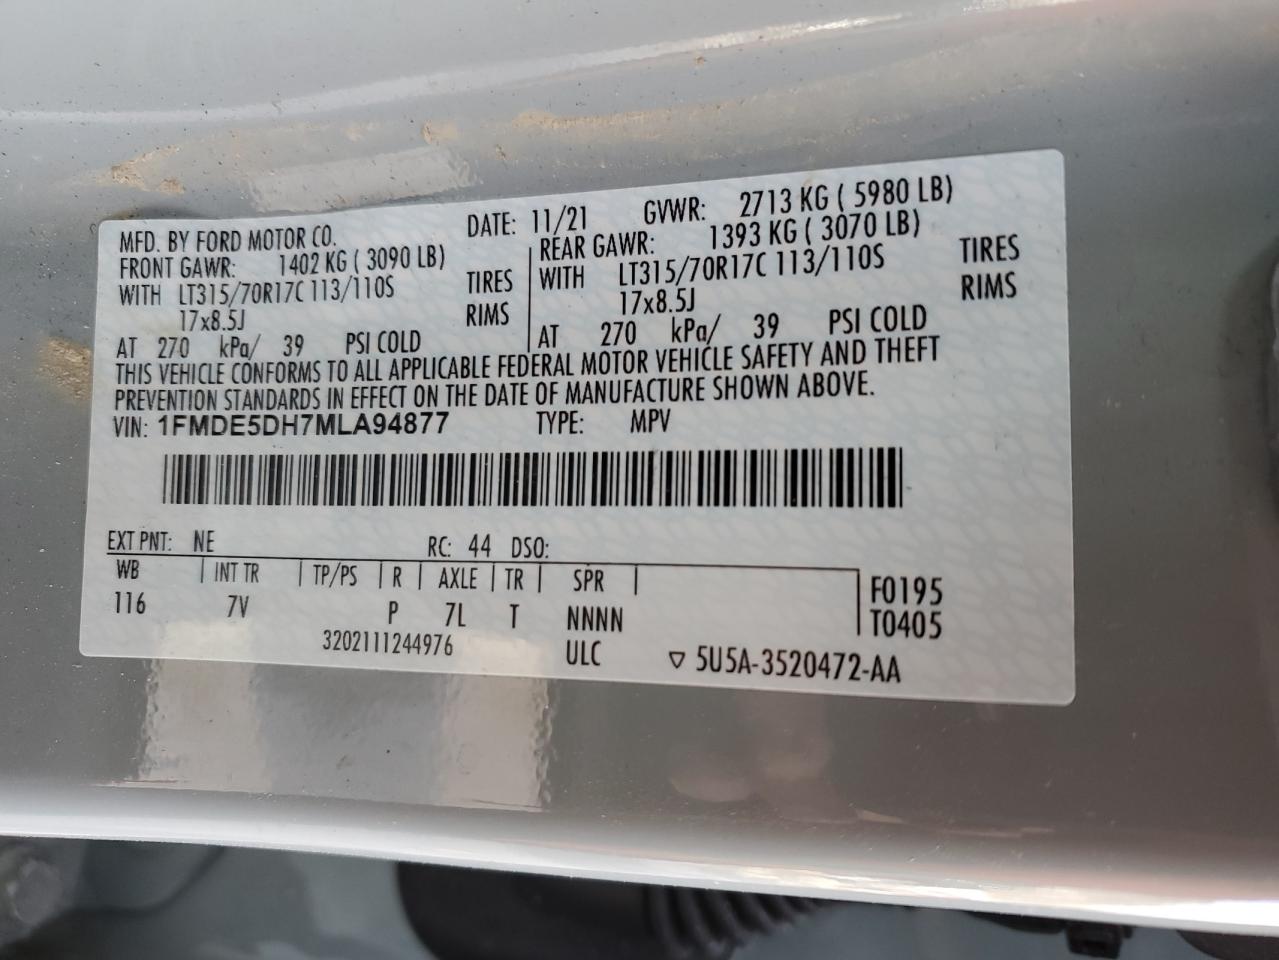 MFD. BY FORD MOTOR CO. DATE: 11/21 GVWR: 2713 KG ( 5980 LB)
FRONT GAWR: 1402 KG ( 3090 LB) REAR GAWR: 1393 KG ( 3070 LB)
WITH LT315/70R17C 113/110S TIRES WITH LT315/70R17C 113/110S TIRES
17x8.5J RIMS 17x8.5J RIMS
AT 270 kPa/ 39 PSI COLD AT 270 kPa/ 39 PSI COLD
THIS VEHICLE CONFORMS TO ALL APPLICABLE FEDERAL MOTOR VEHICLE SAFETY AND THEFT
PREVENTION STANDARDS IN EFFECT ON THE DATE OF MANUFACTURE SHOWN ABOVE.
VIN: 1FMDE5DH7MLA94877 TYPE: MPV
EXT PNT: NE RC: 44 DSO:
WB INT TR TP/PS R AXLE TR SPR F0195
116 7V P 7L T NNNN T0405
3202111244976 ULC ▽ 5U5A-3520472-AA